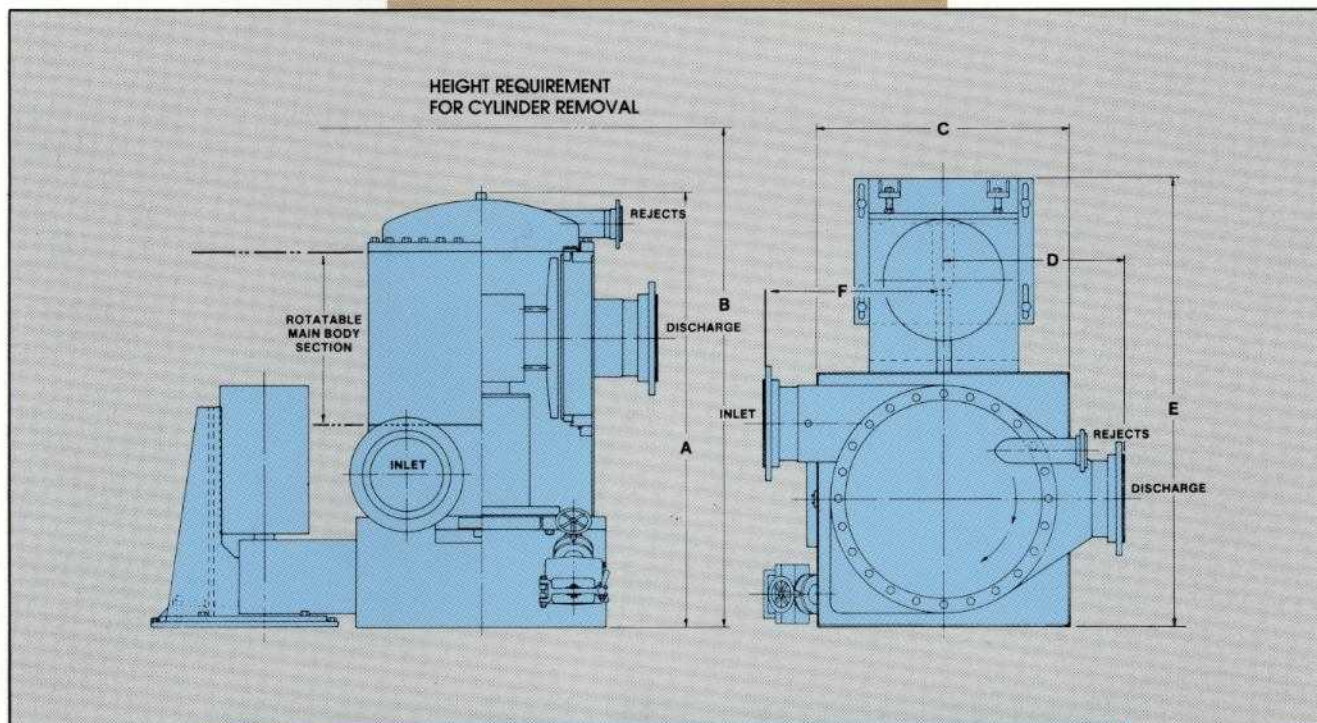 HEIGHT REQUIREMENT
FOR CYLINDER REMOVAL
C
REJECTS
D
B
F
ROTATABLE
MAIN BODY
SECTION
DISCHARGE
INLET
E
A
REJECTS
INLET
DISCHARGE